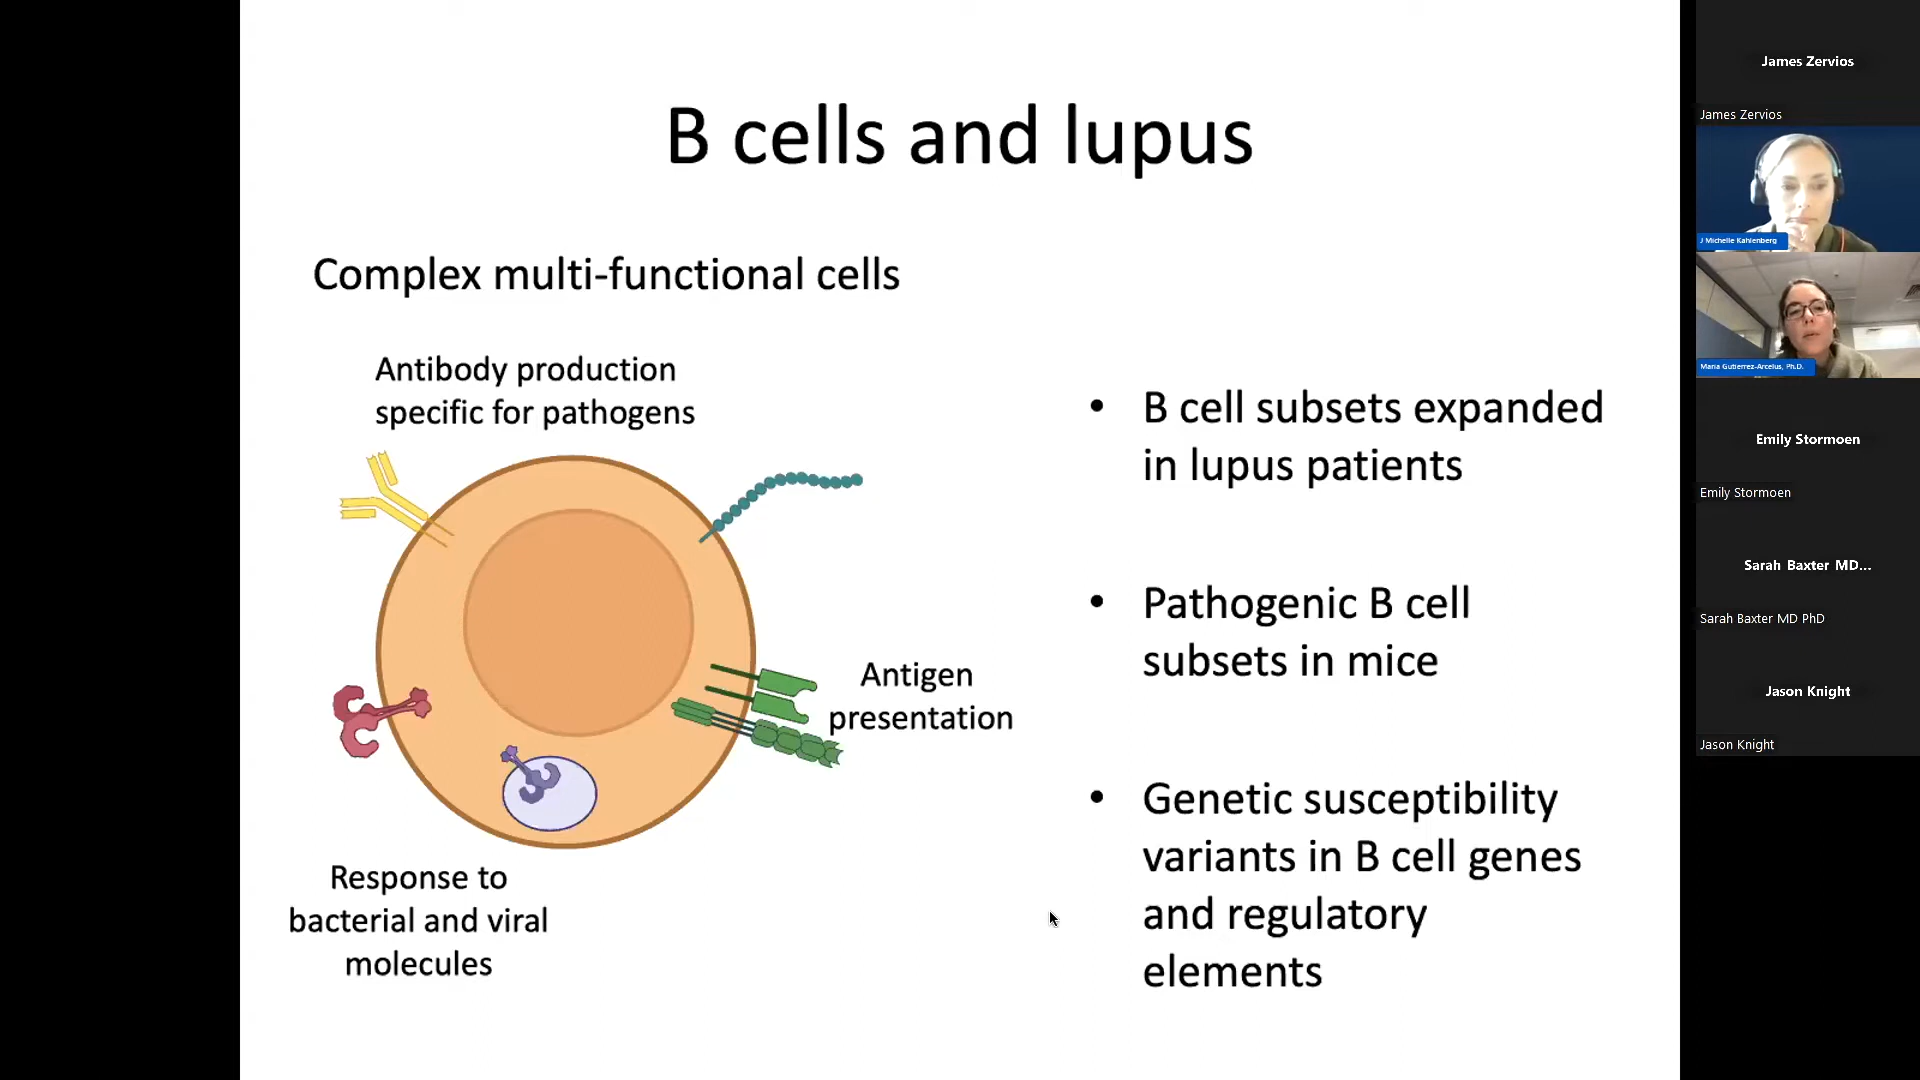 B cells and lupus
Complex multi-functional cells
Antibody production
specific for pathogens
Antigen
presentation
Response to
bacterial and viral
molecules
• B cell subsets expanded
in lupus patients
• Pathogenic B cell
subsets in mice
• Genetic susceptibility
variants in B cell genes
and regulatory
elements
James Zervios
James Zervios
J Michelle Kahlenberg
Maria Gutierrez-Arcelus, Ph.D.
Emily Stormoen
Emily Stormoen
Sarah Baxter MD...
Sarah Baxter MD PhD
Jason Knight
Jason Knight